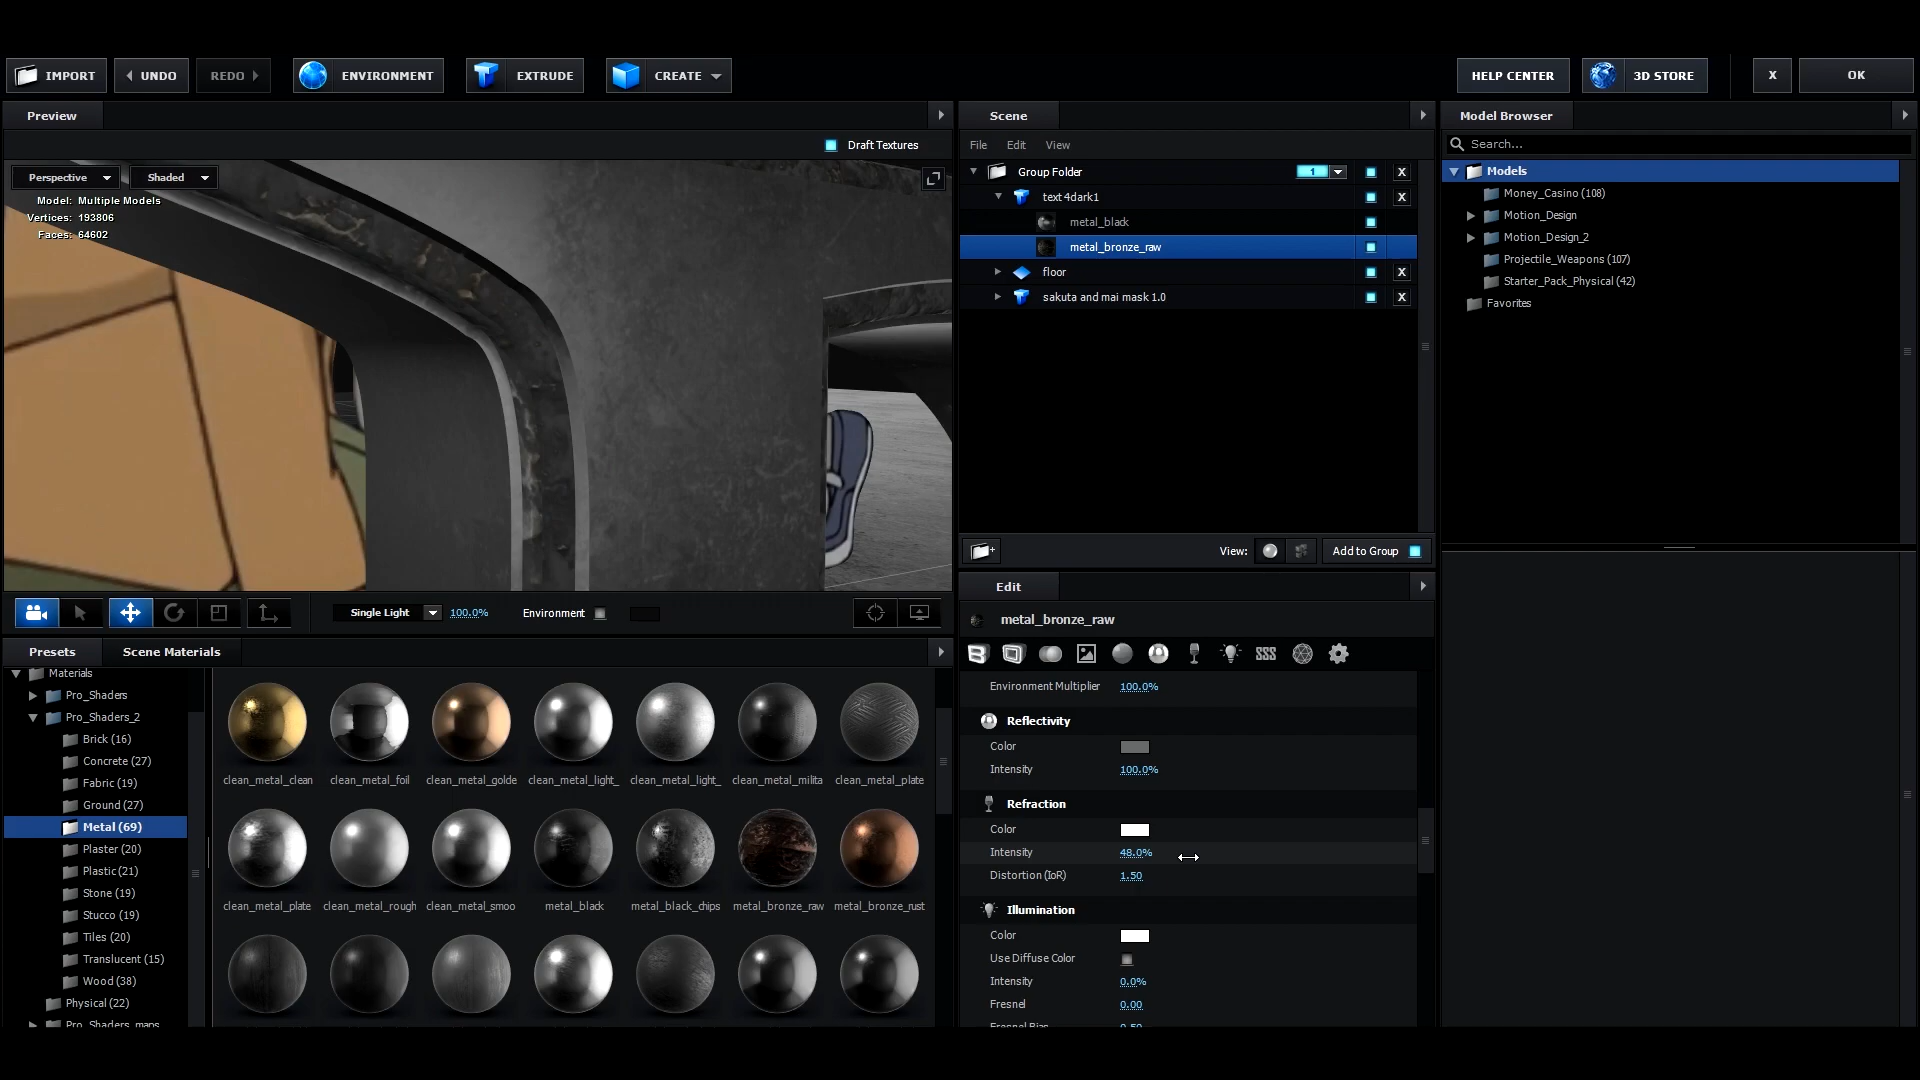 IMPORT
UNDO
REDO
ENVIRONMENT
EXTRUDE
CREATE
HELP CENTER
3D STORE
X
OK
Preview
Draft Textures
Perspective
Shaded
Model: Multiple Models
Vertices: 193806
Faces: 64602
Single Light
100.0%
Environment
Scene
File Edit View
Group Folder
1
X
text 4dark1
X
metal_black
metal_bronze_raw
floor
X
sakuta and mai mask 1.0
X
View:
Add to Group
Model Browser
Search...
Models
Money_Casino (108)
Motion_Design
Motion_Design_2
Projectile_Weapons (107)
Starter_Pack_Physical (42)
Favorites
Presets
Scene Materials
Materials
Pro_Shaders
Pro_Shaders_2
Brick (16)
Concrete (27)
Fabric (19)
Ground (27)
Metal (69)
Plaster (20)
Plastic (21)
Stone (19)
Stucco (19)
Tiles (20)
Translucent (15)
Wood (38)
Physical (22)
Pro_Shaders_maps
clean_metal_clean
clean_metal_foil
clean_metal_golde
clean_metal_light_
clean_metal_light_
clean_metal_milita
clean_metal_plate
clean_metal_plate
clean_metal_rough
clean_metal_smoo
metal_black
metal_black_chips
metal_bronze_raw
metal_bronze_rust
Edit
metal_bronze_raw
Environment Multiplier 100.0%
Reflectivity
Color
Intensity 100.0%
Refraction
Color
Intensity 48.0%
Distortion (IoR) 1.50
Illumination
Color
Use Diffuse Color
Intensity 0.0%
Fresnel 0.00
Fresnel Bias 0.50